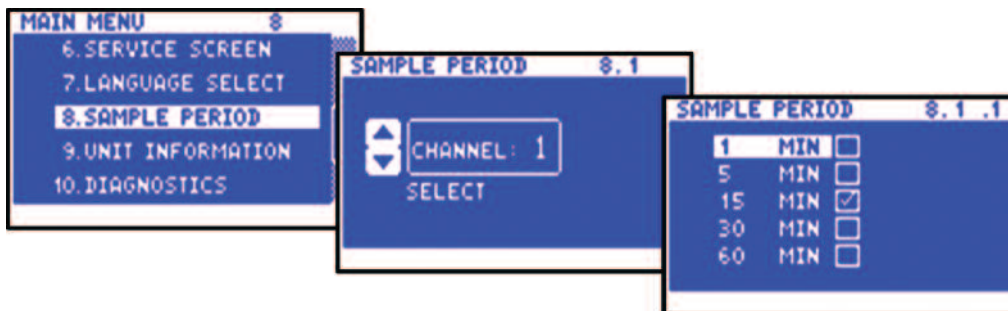 MAIN MENU 8
6.SERVICE SCREEN
7.LANGUAGE SELECT
8.SAMPLE PERIOD
9.UNIT INFORMATION
10.DIAGNOSTICS
SAMPLE PERIOD 8.1
CHANNEL: 1
SELECT
SAMPLE PERIOD 8.1 .1
1 MIN
5 MIN
15 MIN
30 MIN
60 MIN